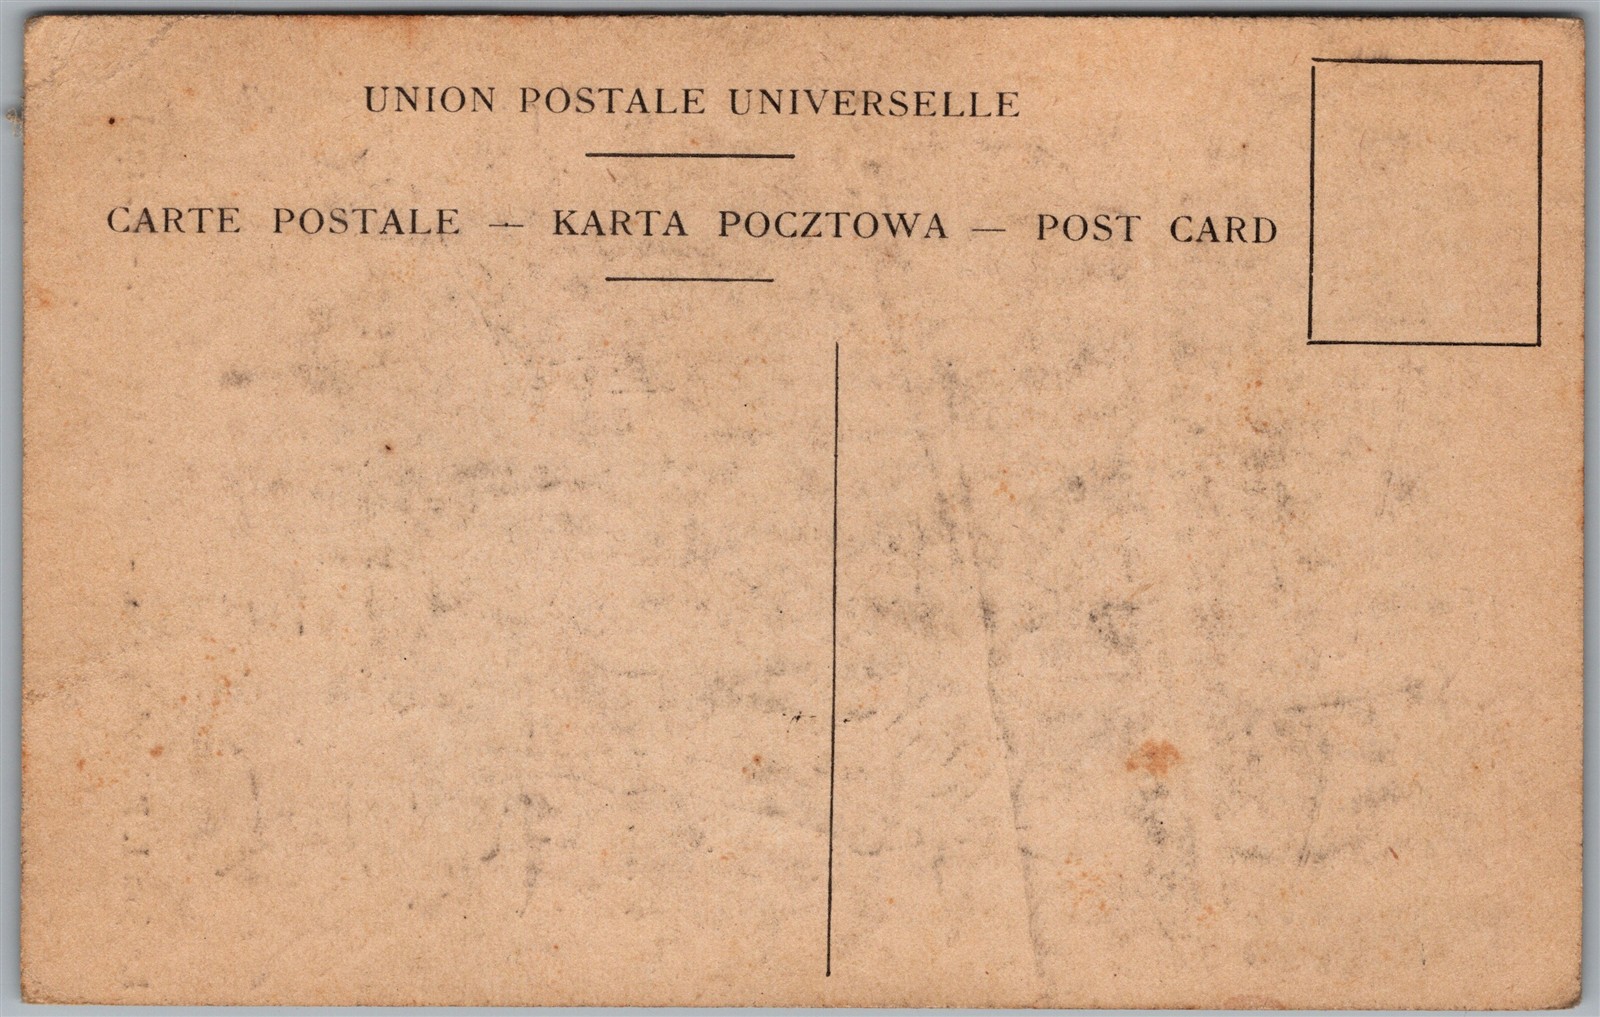 UNION POSTALE UNIVERSELLE
CARTE POSTALE — KARTA POCZTOWA — POST CARD